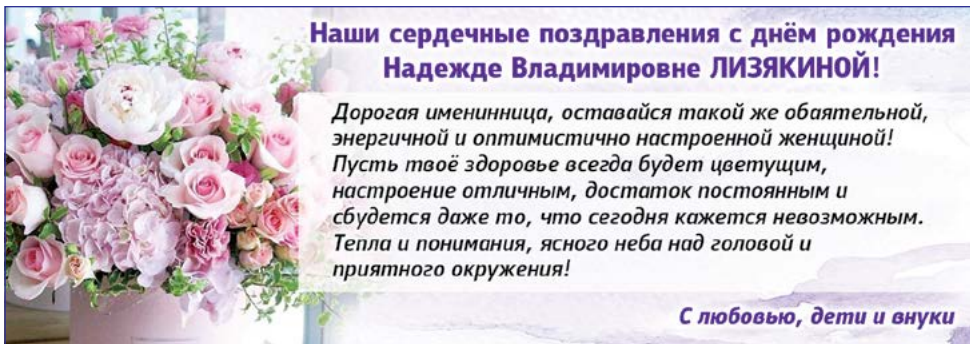 Наши сердечные поздравления с днём рождения
Надежде Владимировне ЛИЗЯКИНОЙ!
Дорогая именинница, оставайся такой же обаятельной,
энергичной и оптимистично настроенной женщиной!
Пусть твоё здоровье всегда будет цветущим,
настроение отличным, достаток постоянным и
сбудется даже то, что сегодня кажется невозможным.
Тепла и понимания, ясного неба над головой и
приятного окружения!
С любовью, дети и внуки